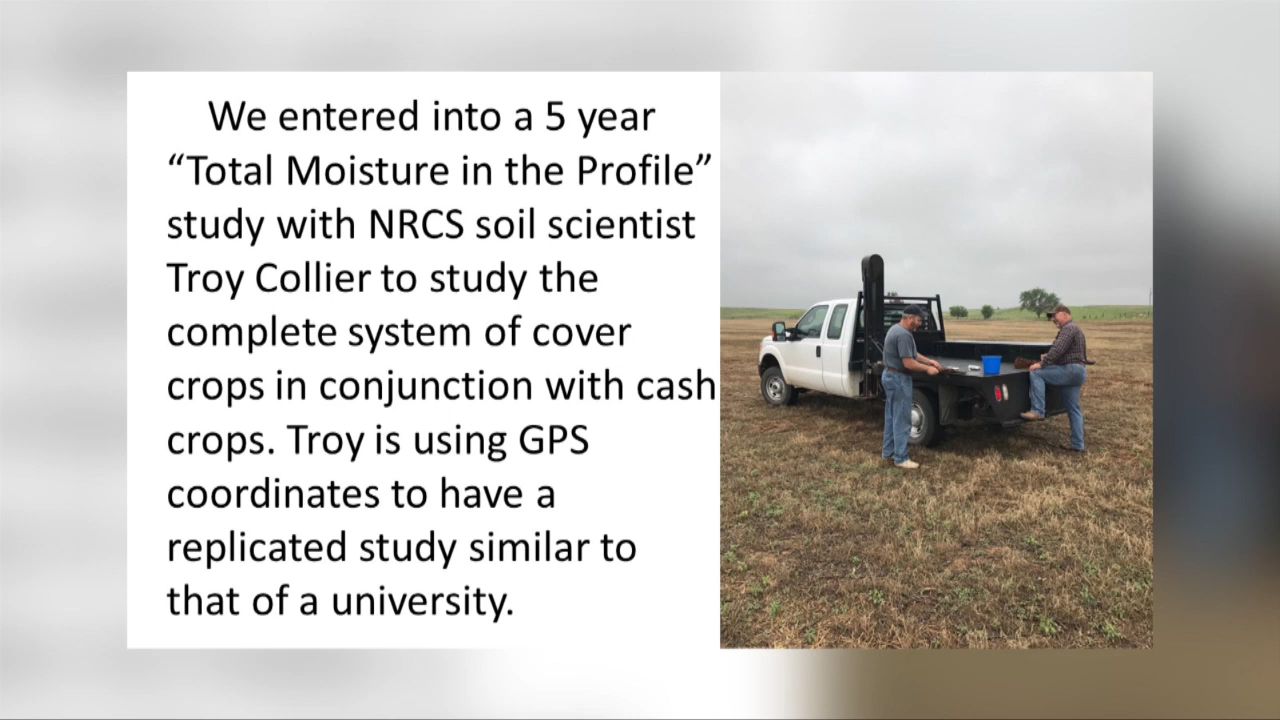 We entered into a 5 year
“Total Moisture in the Profile”
study with NRCS soil scientist
Troy Collier to study the
complete system of cover
crops in conjunction with cash
crops. Troy is using GPS
coordinates to have a
replicated study similar to
that of a university.